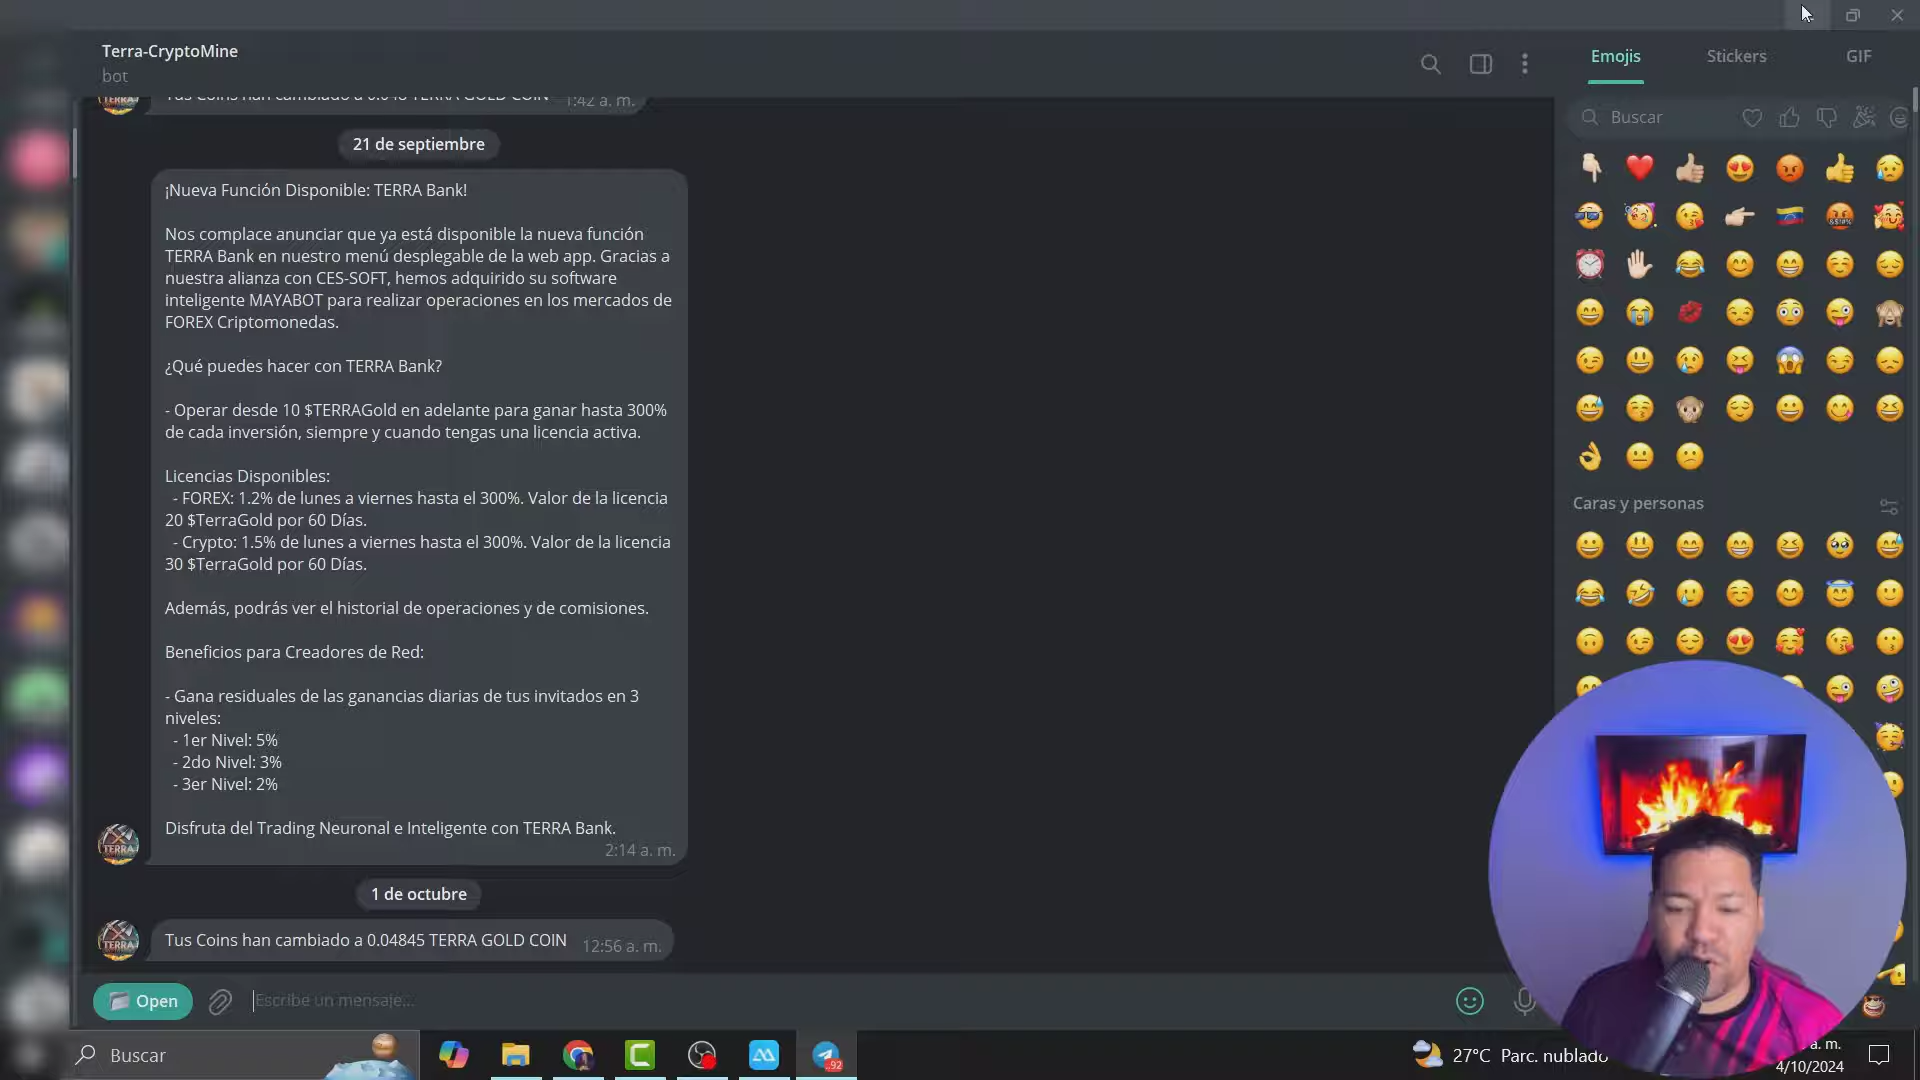 Terra-CryptoMine
bot
Emojis
Stickers
GIF
Tus Coins han cambiado a 0.048 TERRA GOLD COIN 1:42 a. m.
Buscar
21 de septiembre
¡Nueva Función Disponible: TERRA Bank!
Nos complace anunciar que ya está disponible la nueva función
TERRA Bank en nuestro menú desplegable de la web app. Gracias a
nuestra alianza con CES-SOFT, hemos adquirido su software
inteligente MAYABOT para realizar operaciones en los mercados de
FOREX Criptomonedas.
¿Qué puedes hacer con TERRA Bank?
- Operar desde 10 $TERRAGold en adelante para ganar hasta 300%
de cada inversión, siempre y cuando tengas una licencia activa.
Licencias Disponibles:
- FOREX: 1.2% de lunes a viernes hasta el 300%. Valor de la licencia
20 $TerraGold por 60 Días.
- Crypto: 1.5% de lunes a viernes hasta el 300%. Valor de la licencia
30 $TerraGold por 60 Días.
Además, podrás ver el historial de operaciones y de comisiones.
Beneficios para Creadores de Red:
- Gana residuales de las ganancias diarias de tus invitados en 3
niveles:
- 1er Nivel: 5%
- 2do Nivel: 3%
- 3er Nivel: 2%
Disfruta del Trading Neuronal e Inteligente con TERRA Bank.
2:14 a. m.
Caras y personas
1 de octubre
Tus Coins han cambiado a 0.04845 TERRA GOLD COIN 12:56 a. m.
Open
Escribe un mensaje...
Buscar
92
27°C Parc. nublado
a. m.
4/10/2024